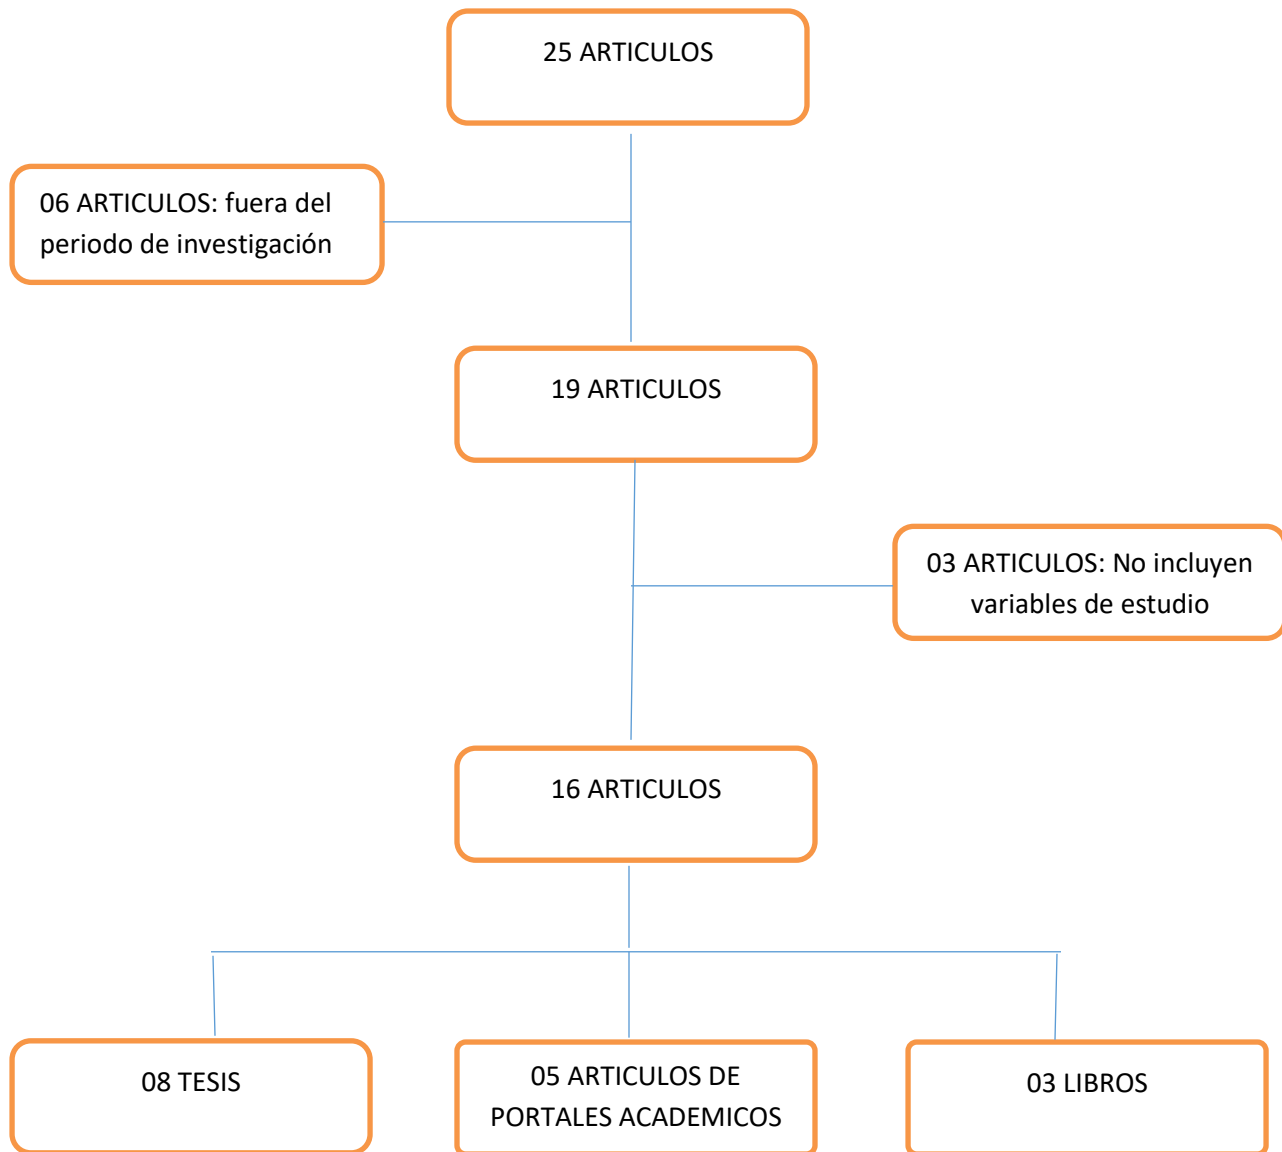 25 ARTICULOS
06 ARTICULOS: fuera del
periodo de investigación
19 ARTICULOS
03 ARTICULOS: No incluyen
variables de estudio
16 ARTICULOS
08 TESIS
05 ARTICULOS DE
PORTALES ACADEMICOS
03 LIBROS